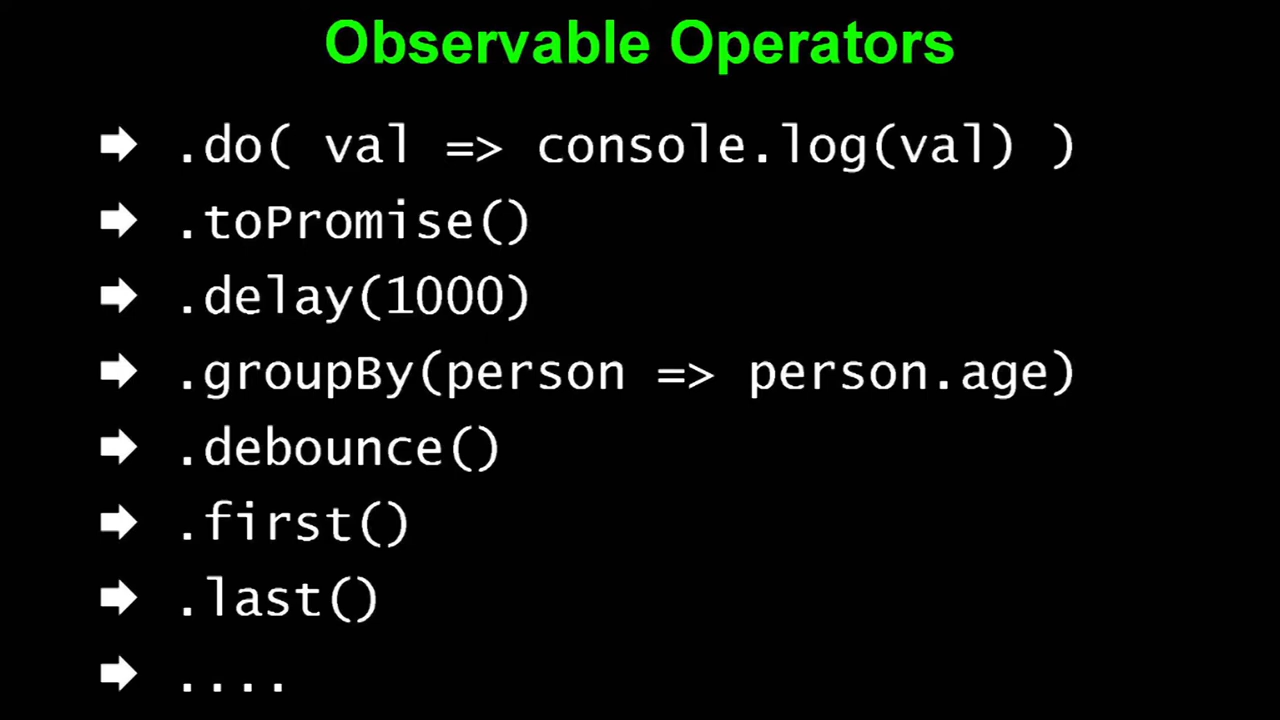 Observable Operators
.do( val => console.log(val) )
.toPromise()
.delay(1000)
.groupBy(person => person.age)
.debounce()
.first()
.last()
....